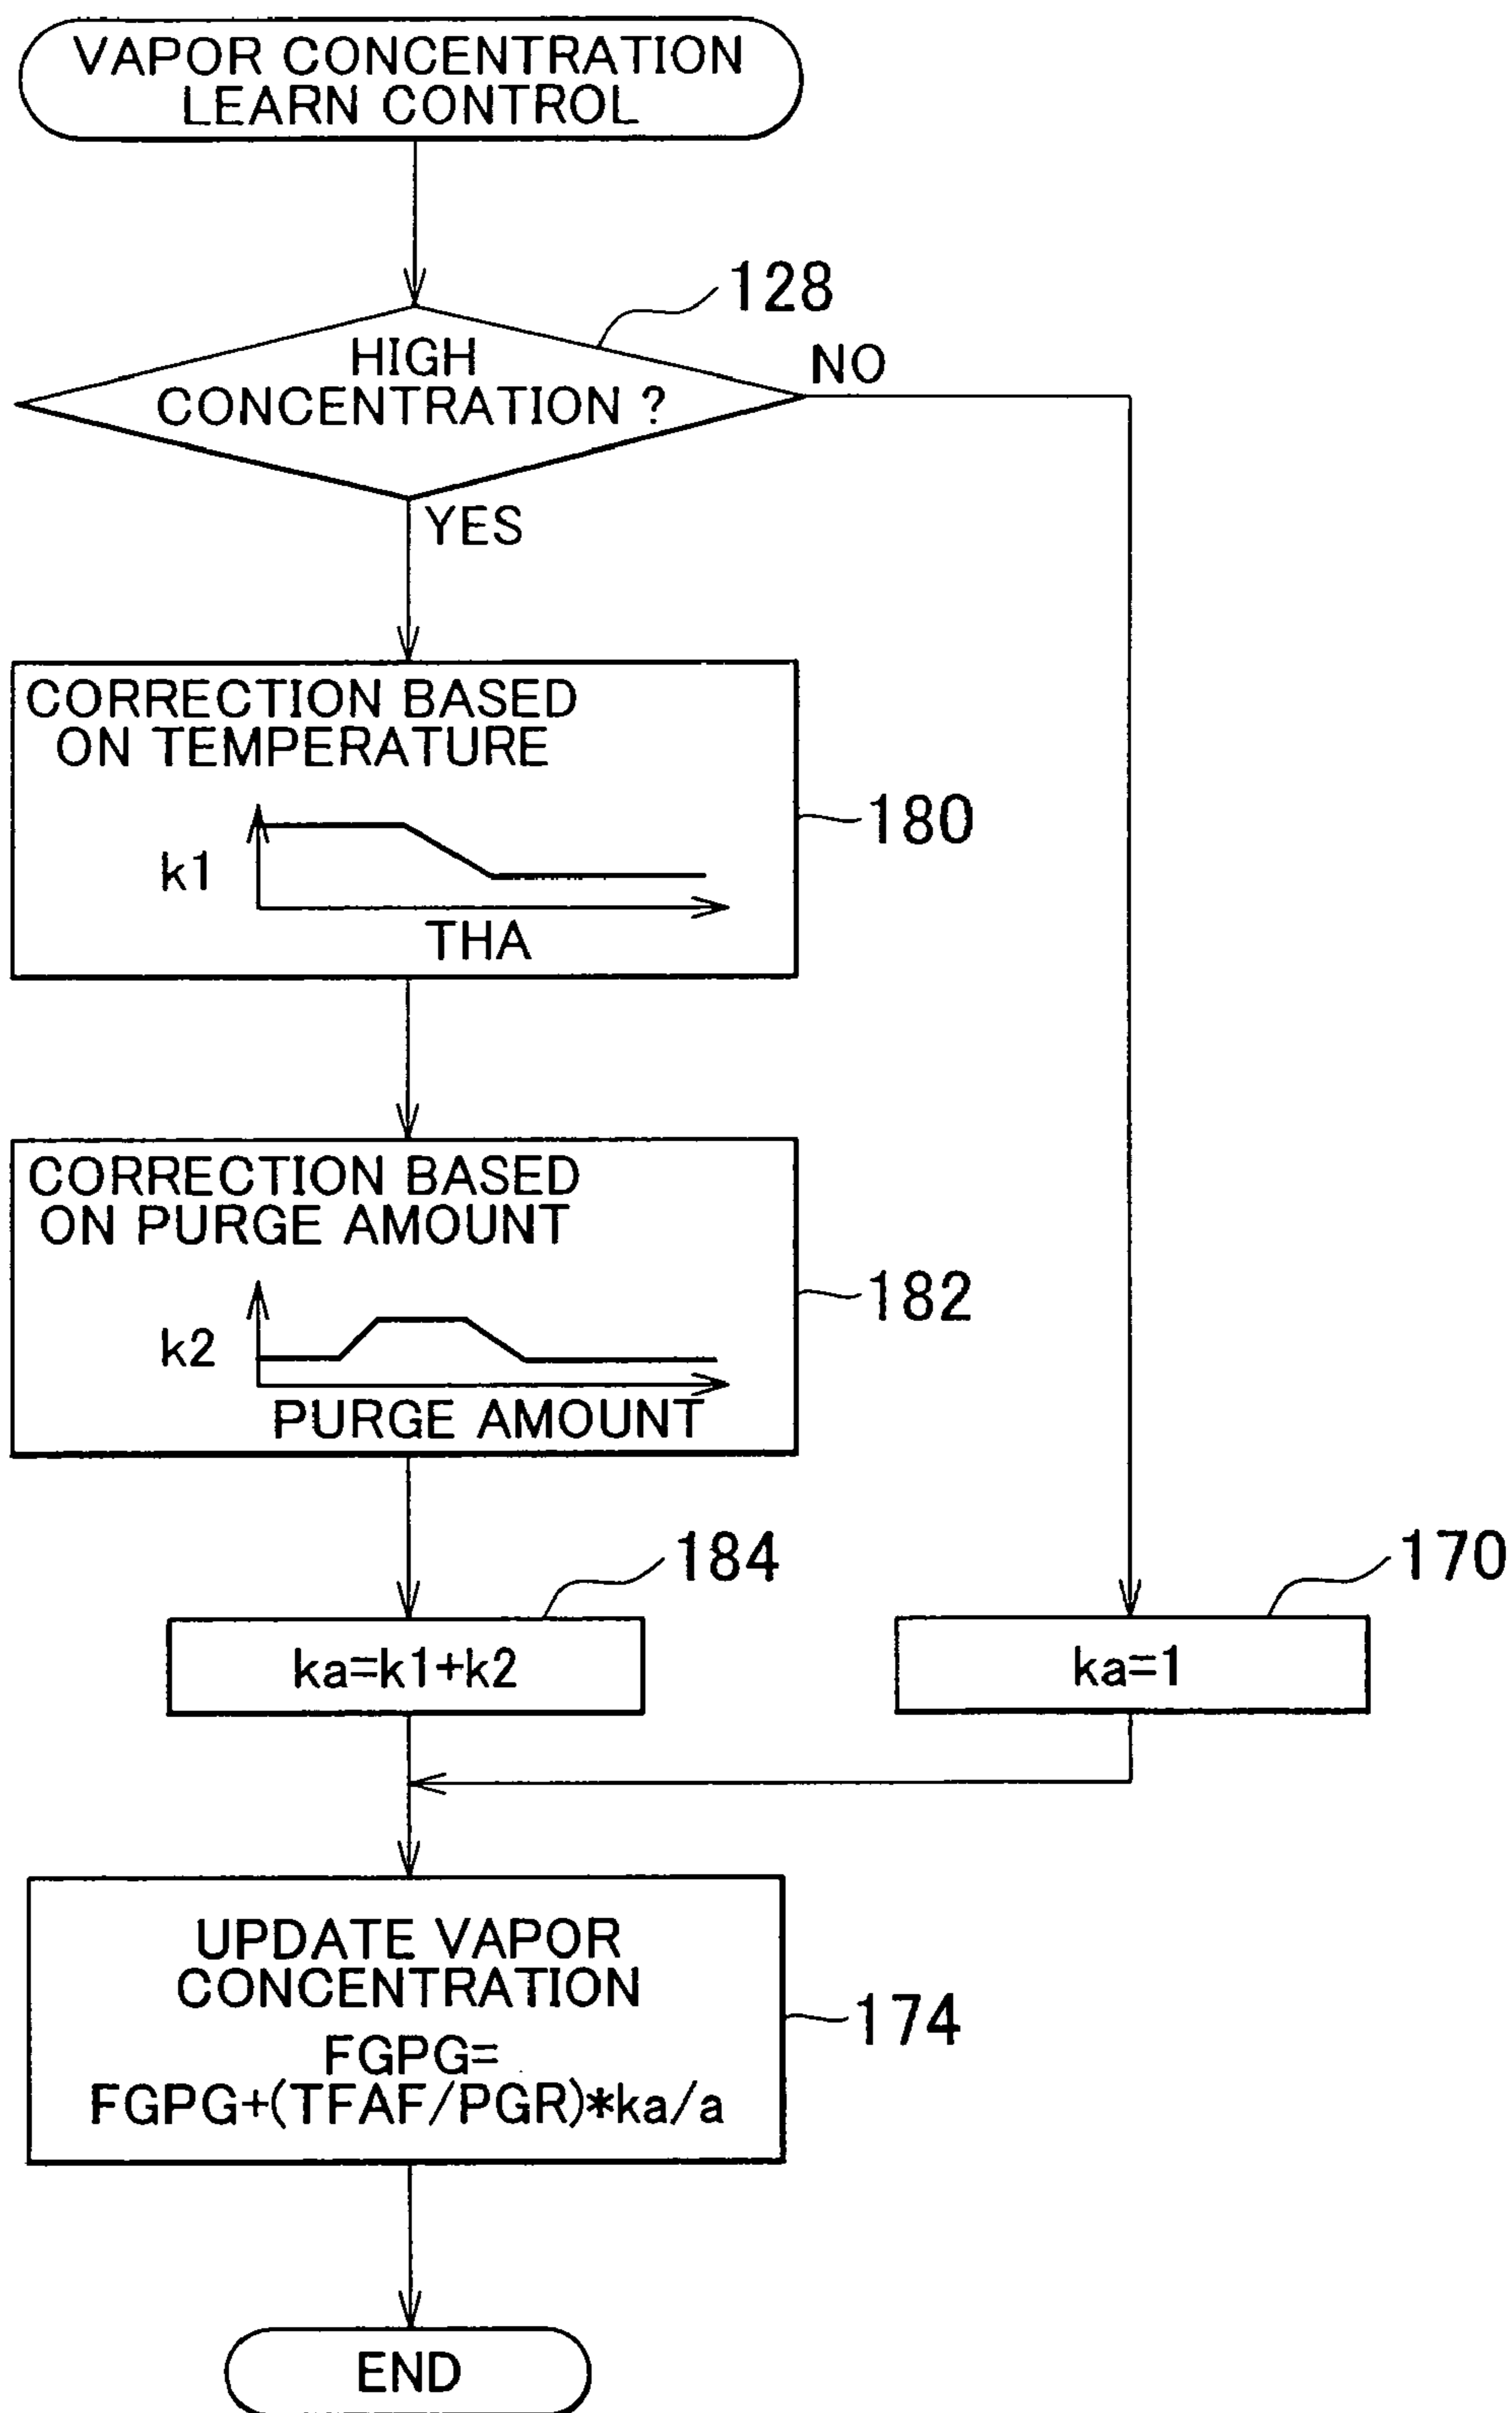 VAPOR CONCENTRATION
LEARN CONTROL
128
HIGH
CONCENTRATION ?
NO
YES
CORRECTION BASED
ON TEMPERATURE
k1
THA
180
CORRECTION BASED
ON PURGE AMOUNT
k2
PURGE AMOUNT
182
184
ka=k1+k2
170
ka=1
UPDATE VAPOR
CONCENTRATION
FGPG=
FGPG+(TFAF/PGR)*ka/a
174
END